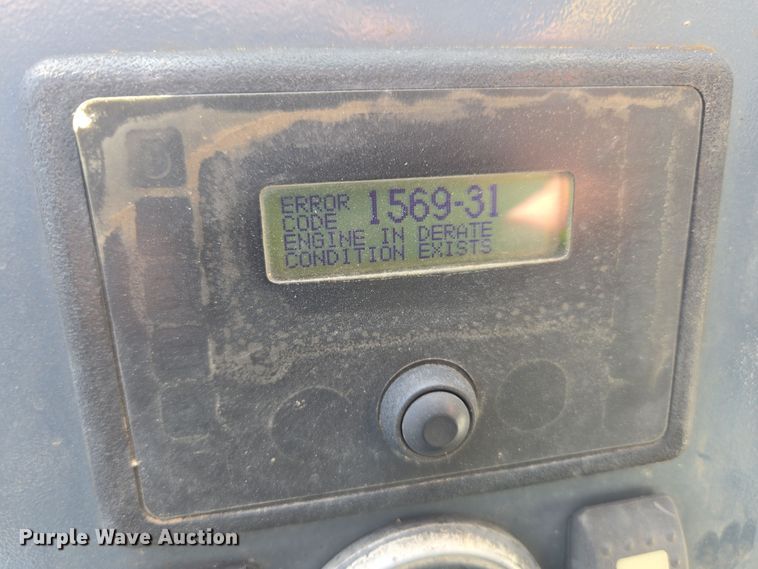 ERROR CODE 1569-31
ENGINE IN DERATE
CONDITION EXISTS
Purple Wave Auction